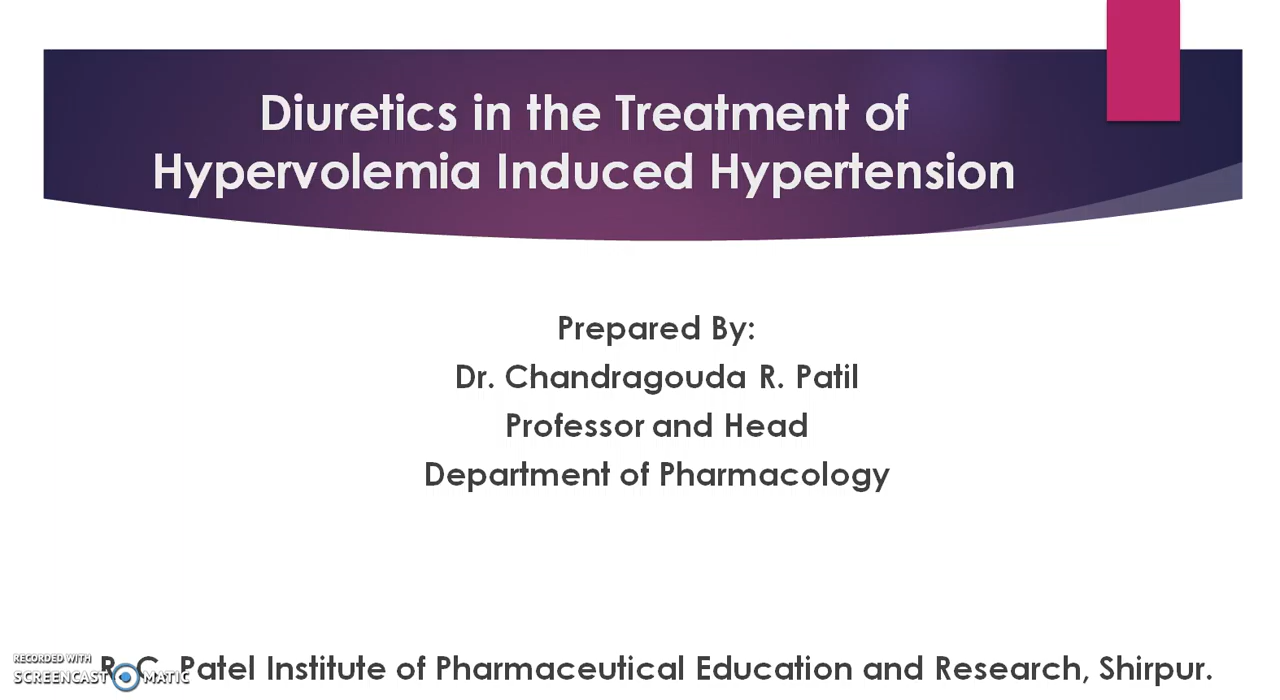 Diuretics in the Treatment of
Hypervolemia Induced Hypertension
Prepared By:
Dr. Chandragouda R. Patil
Professor and Head
Department of Pharmacology
R. C. Patel Institute of Pharmaceutical Education and Research, Shirpur.
RECORDED WITH
SCREENCAST MATIC